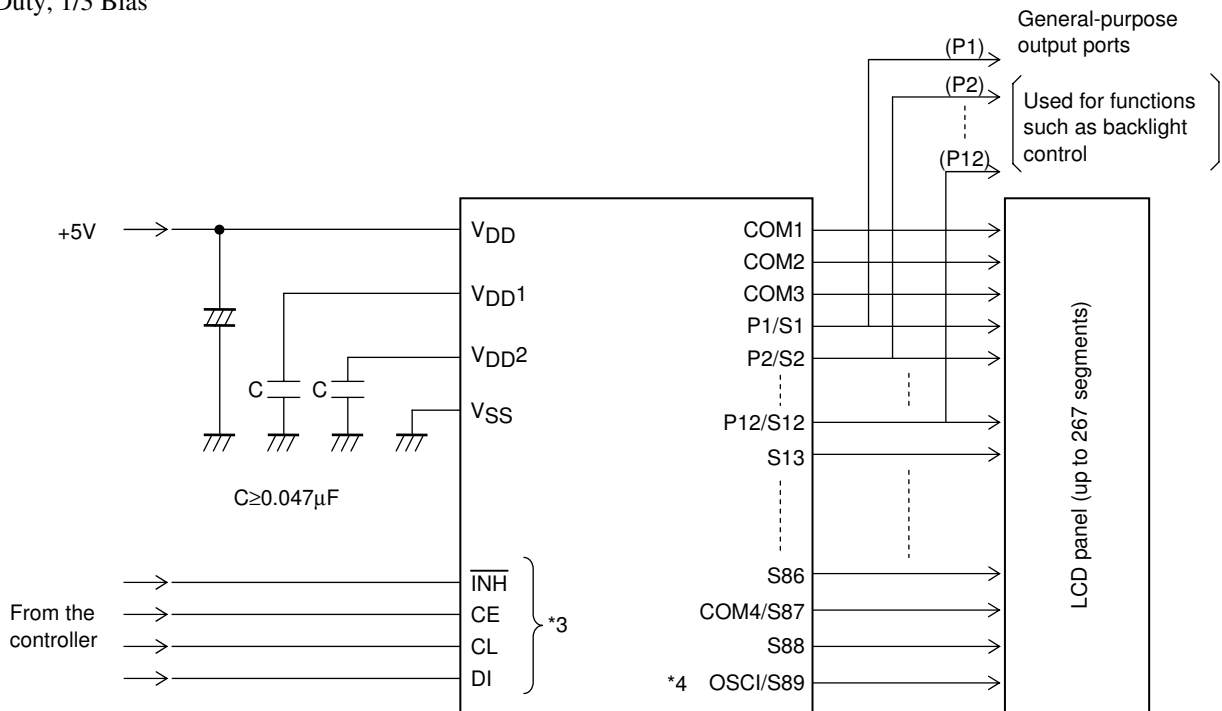 Duty, 1/3 Bias
General-purpose
output ports
(P1)
(P2)
Used for functions
such as backlight
control
(P12)
+5V
VDD
COM1
COM2
VDD1
COM3
P1/S1
VDD2
P2/S2
C
C
VSS
P12/S12
S13
C≥0.047μF
LCD panel (up to 267 segments)
From the
controller
INH
CE
CL
DI
*3
S86
COM4/S87
S88
*4 OSCI/S89